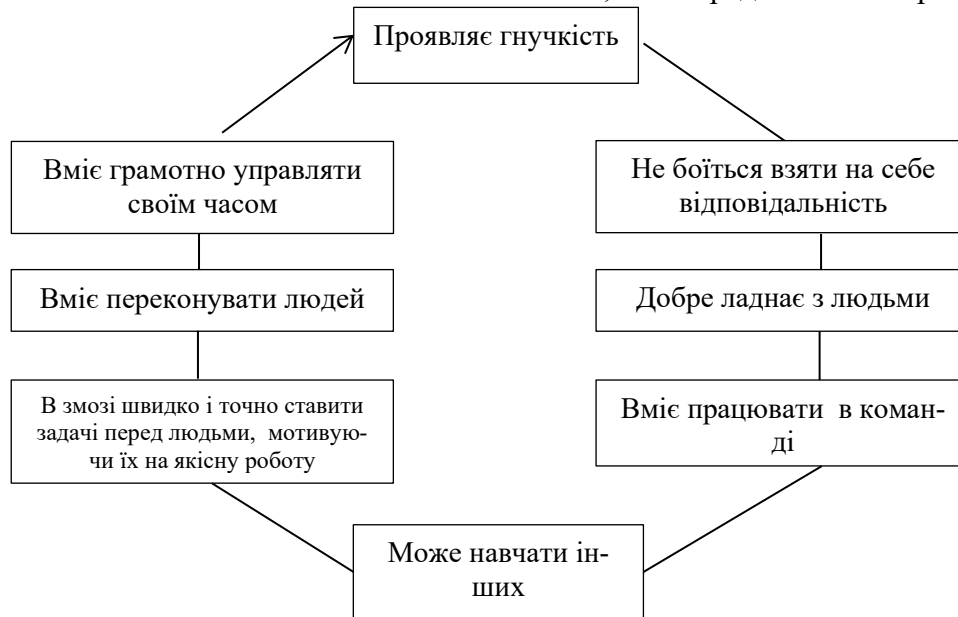 Проявляє гнучкість
Вміє грамотно управляти
своїм часом
Не боїться взяти на себе
відповідальність
Вміє переконувати людей
Добре ладнає з людьми
В змозі швидко і точно ставити
задачі перед людьми, мотивую-
чи їх на якісну роботу
Вміє працювати в коман-
ді
Може навчати ін-
ших